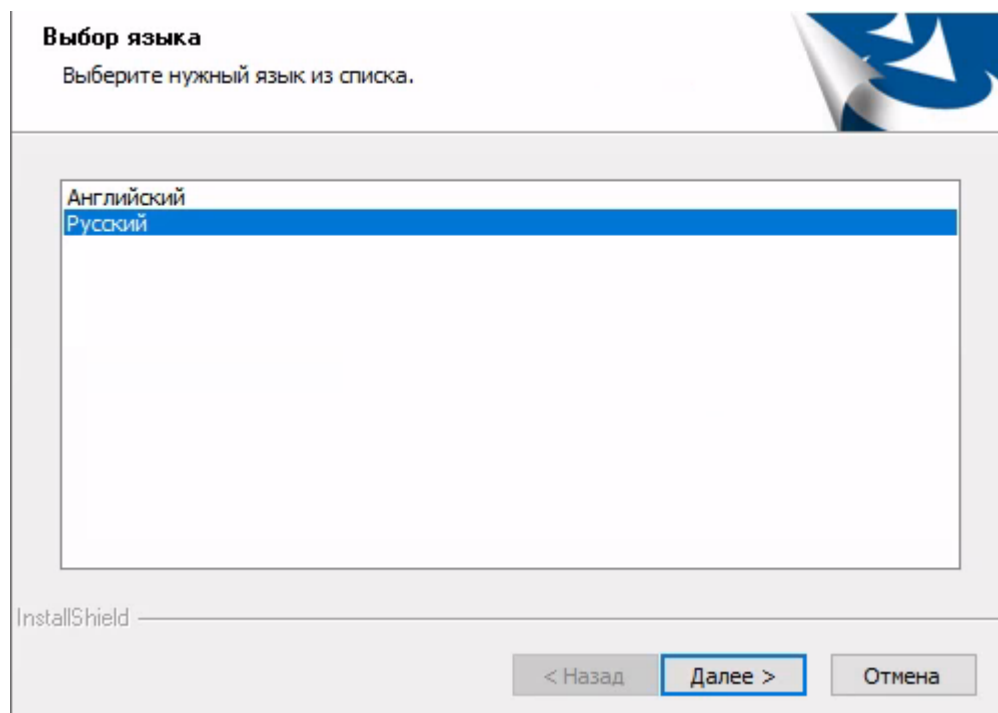 Выбор языка
Выберите нужный язык из списка.
Английский
Русский
InstallShield
< Назад
Далее >
Отмена